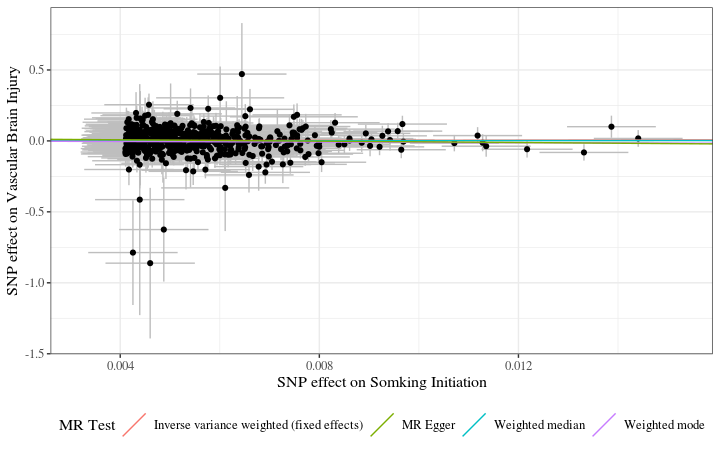 SNP effect on Vascular Brain Injury
0.5
0.0
-0.5
-1.0
-1.5
0.004
0.008
0.012
SNP effect on Somking Initiation
MR Test
Inverse variance weighted (fixed effects)
MR Egger
Weighted median
Weighted mode